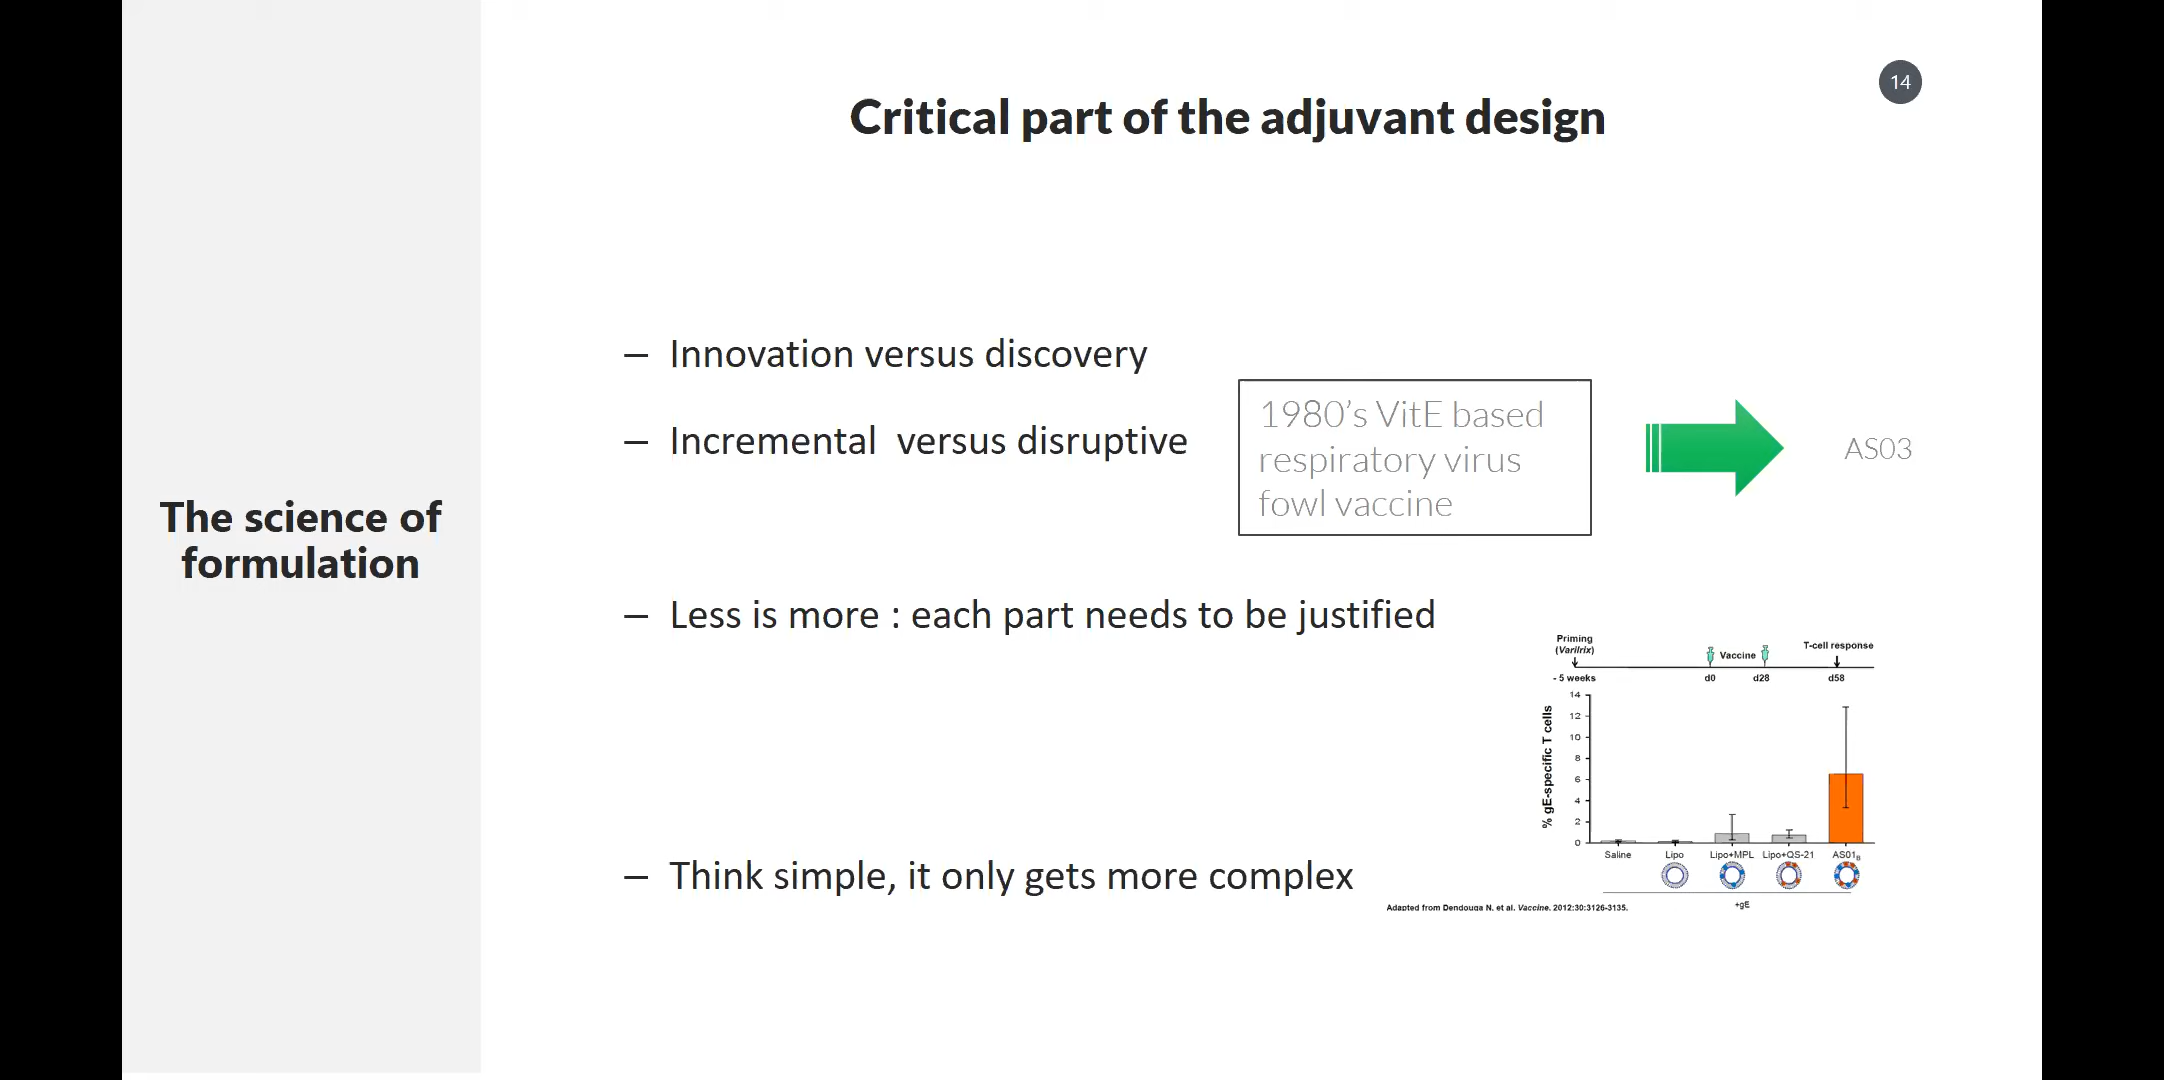 14
Critical part of the adjuvant design
The science of
formulation
– Innovation versus discovery
– Incremental  versus disruptive
1980’s VitE based
respiratory virus
fowl vaccine
AS03
– Less is more : each part needs to be justified
Priming
(Varilrix)
Vaccine
T-cell response
- 5 weeks
d0
d28
d58
% gE-specific T cells
14
12
10
8
6
4
2
0
Saline
Lipo
Lipo+MPL
Lipo+QS-21
AS01B
+gE
– Think simple, it only gets more complex
Adapted from Dendouga N. et al. Vaccine. 2012:30:3126-3135.